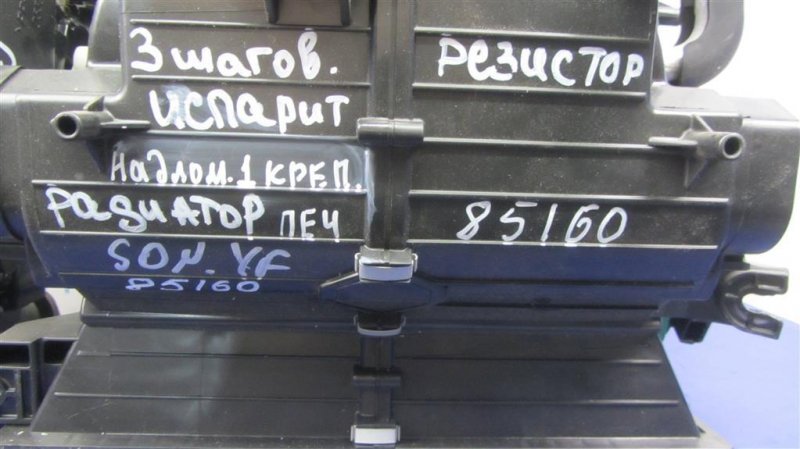 3 шагов.
испарит
надлом. 1 креп.
радиатор печ
SON. YF
85160
резистор
85160